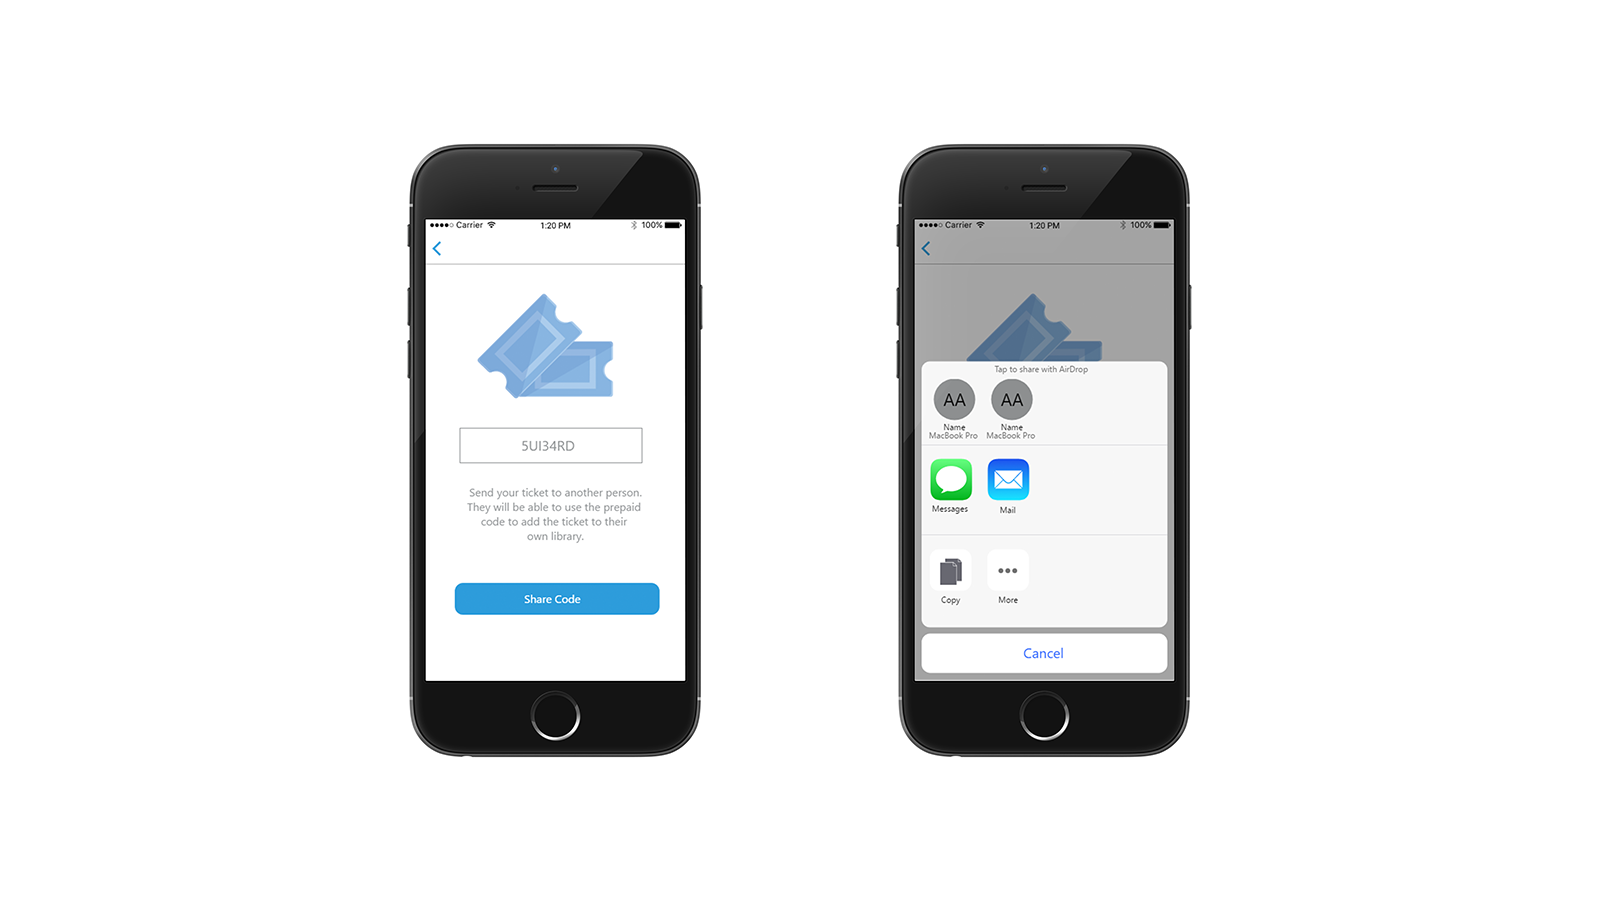 Carrier 1:20 PM 100%
5UI34RD
Send your ticket to another person.
They will be able to use the prepaid
code to add the ticket to their
own library.
Share Code
Carrier 1:20 PM 100%
Tap to share with AirDrop
AA AA
Name Name
MacBook Pro MacBook Pro
Messages Mail
Copy More
Cancel